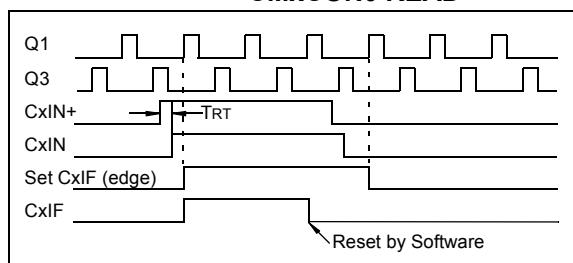 Q1
Q3
CxIN+
TRT
CxIN
Set CxIF (edge)
CxIF
Reset by Software